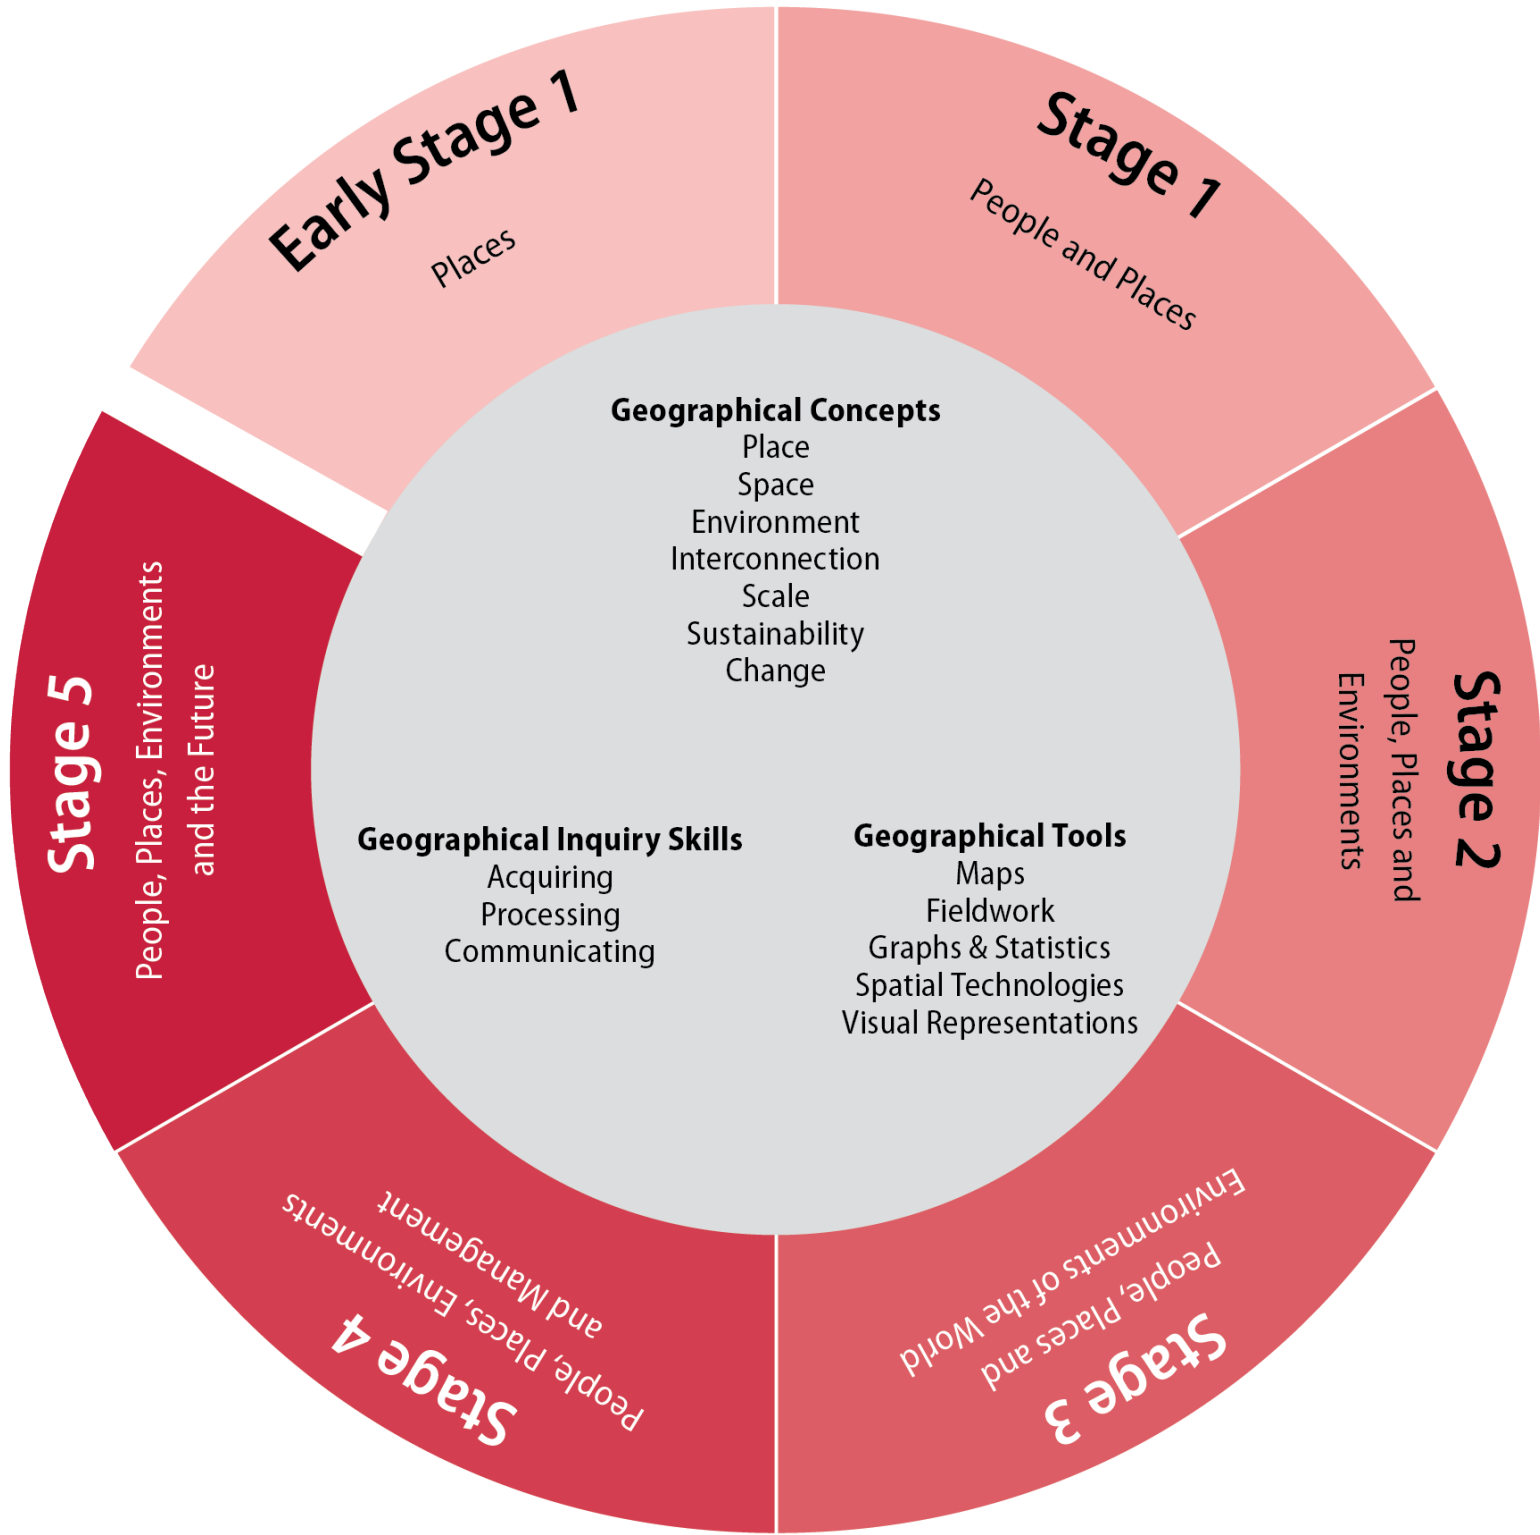 Early Stage 1
Places
Stage 1
People and Places
Stage 2
People, Places and
Environments
Stage 3
People, Places and
Environments of the World
Stage 4
People, Places, Environments
and Management
Stage 5
People, Places, Environments
and the Future
Geographical Concepts
Place
Space
Environment
Interconnection
Scale
Sustainability
Change
Geographical Inquiry Skills
Acquiring
Processing
Communicating
Geographical Tools
Maps
Fieldwork
Graphs & Statistics
Spatial Technologies
Visual Representations